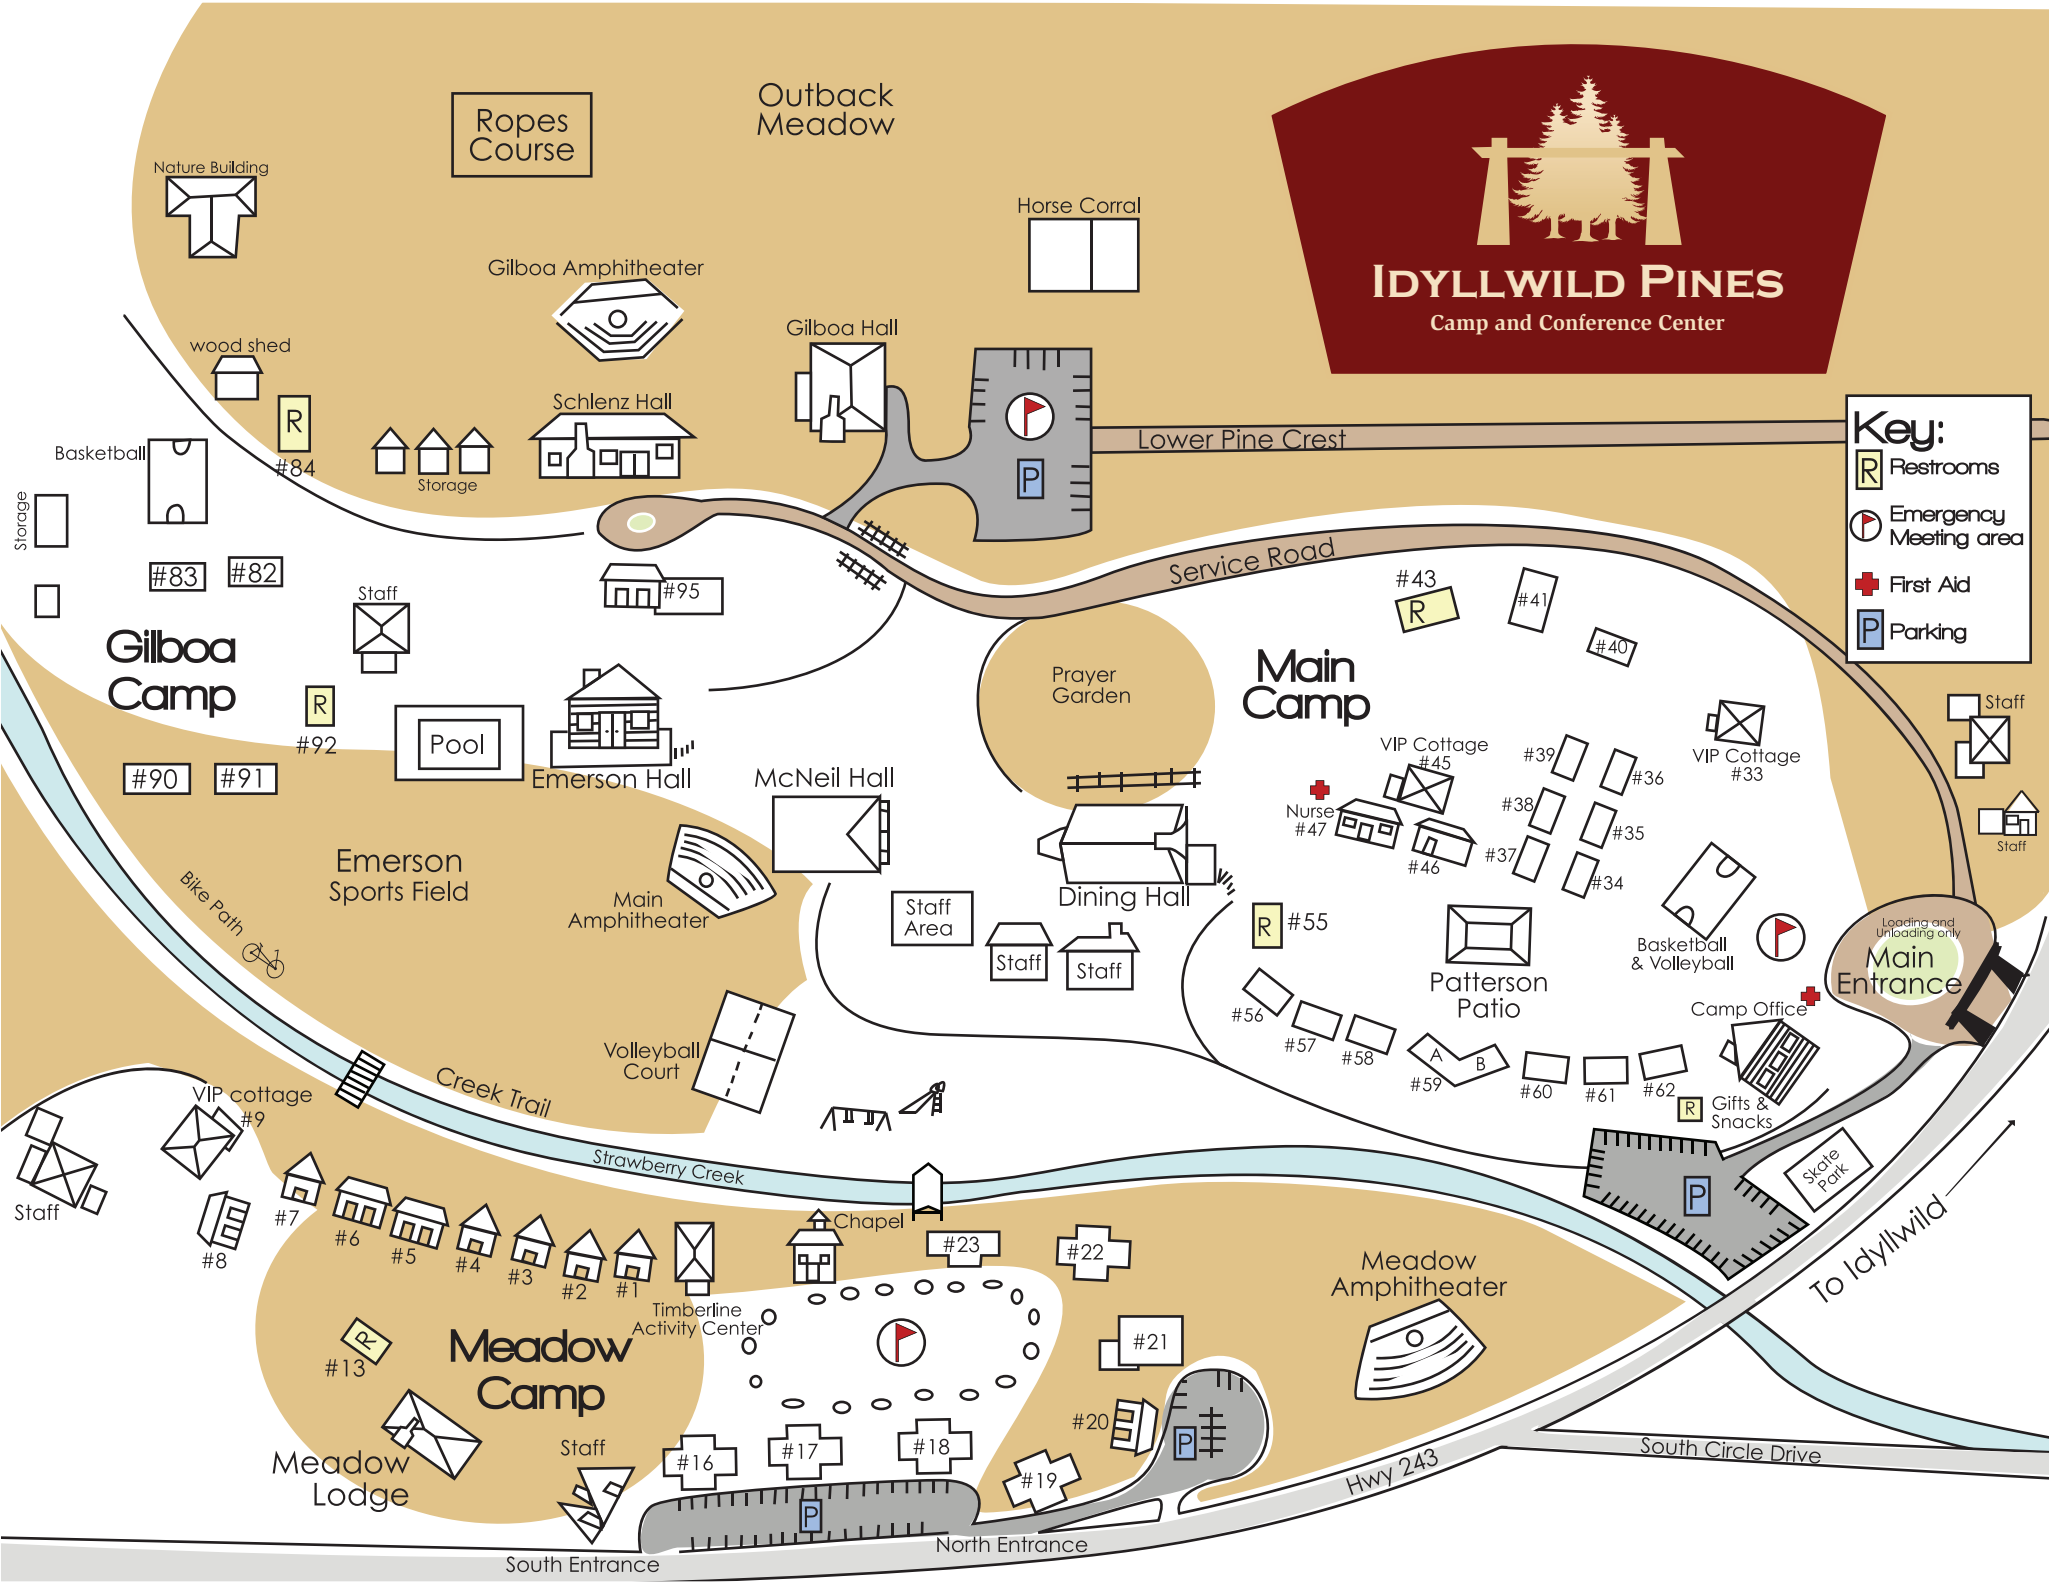 Outback
Meadow
Ropes
Course
Nature Building
Horse Corral
Gilboa Amphitheater
IDYLLWILD PINES
Camp and Conference Center
Gilboa Hall
wood shed
R
#84
Schlenz Hall
Storage
Basketball
Storage
P
Lower Pine Crest
Key:
R Restrooms
Emergency
Meeting area
First Aid
P Parking
Service Road
#83
#82
#95
Staff
Gilboa
Camp
R
#92
Pool
Emerson Hall
#90
#91
Prayer
Garden
Main
Camp
#43
R
#41
#40
VIP Cottage
#45
Nurse
#47
#46
#39
#38
#37
#36
#35
#34
VIP Cottage
#33
Staff
Staff
McNeil Hall
Dining Hall
Emerson
Sports Field
Main
Amphitheater
Bike Path
Staff
Area
Staff
Staff
R
#55
Patterson
Patio
Basketball
& Volleyball
Loading and
Unloading only
Main
Entrance
Camp Office
#56
#57
#58
A
B
#59
#60
#61
#62
R
Gifts &
Snacks
Volleyball
Court
Creek Trail
Strawberry Creek
Skate
Park
P
To Idyllwild
VIP cottage
#9
Staff
#8
#7
#6
#5
#4
#3
#2
#1
Timberline
Activity Center
Chapel
#23
#22
Meadow
Amphitheater
#21
#20
P
R
#13
Meadow
Camp
Meadow
Lodge
Staff
#16
#17
#18
#19
P
South Entrance
North Entrance
Hwy 243
South Circle Drive